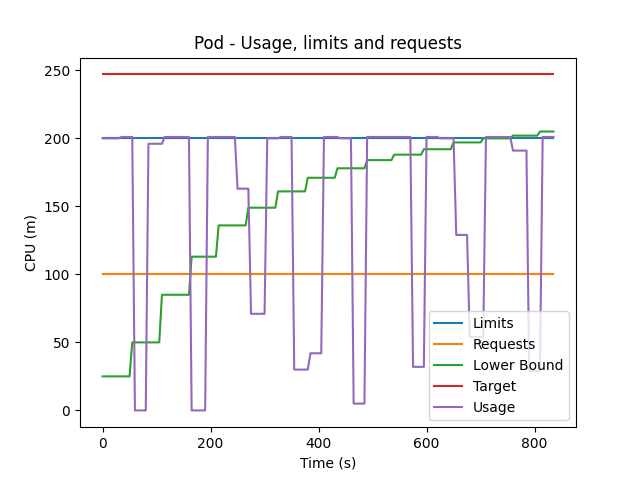 Pod - Usage, limits and requests
250
200
150
100
50
0
CPU (m)
0
200
400
600
800
Time (s)
Limits
Requests
Lower Bound
Target
Usage